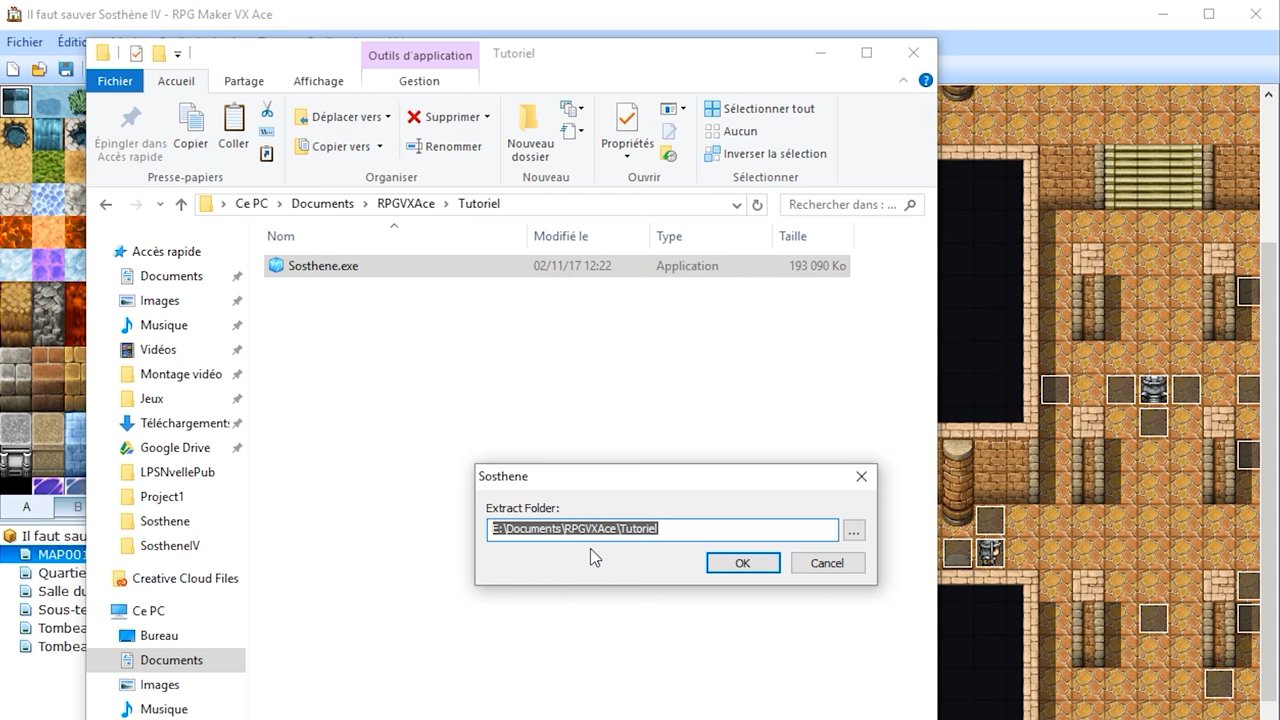 Il faut sauver Sosthène IV - RPG Maker VX Ace
Fichier
Outils d'application
Tutoriel
Fichier
Accueil
Partage
Affichage
Gestion
Épingler dans
Accès rapide
Copier
Coller
Déplacer vers
Copier vers
Supprimer
Renommer
Nouveau
dossier
Propriétés
Sélectionner tout
Aucun
Inverser la sélection
Presse-papiers
Organiser
Nouveau
Ouvrir
Sélectionner
Ce PC
Documents
RPGVXAce
Tutoriel
Rechercher dans : ...
Nom
Modifié le
Type
Taille
Sosthene.exe
02/11/17 12:22
Application
193 090 Ko
Accès rapide
Documents
Images
Musique
Vidéos
Montage vidéo
Jeux
Téléchargement:
Google Drive
LPSNvellePub
Project1
Sosthene
SostheneIV
Creative Cloud Files
Ce PC
Bureau
Documents
Images
Musique
Sosthene
Extract Folder:
E:\Documents\RPGVXAce\Tutoriel
...
OK
Cancel
A
B
Il faut sau
MAP001
Quartie
Salle du
Sous-te
Tombea
Tombea